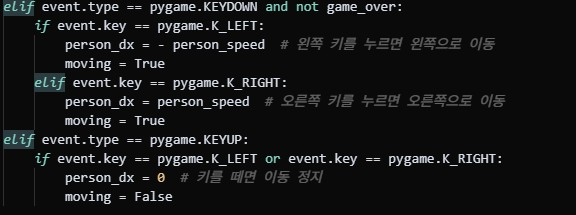 elif event.type == pygame.KEYDOWN and not game_over:
    if event.key == pygame.K_LEFT:
        person_dx = - person_speed  # 왼쪽 키를 누르면 왼쪽으로 이동
        moving = True
    elif event.key == pygame.K_RIGHT:
        person_dx = person_speed  # 오른쪽 키를 누르면 오른쪽으로 이동
        moving = True
elif event.type == pygame.KEYUP:
    if event.key == pygame.K_LEFT or event.key == pygame.K_RIGHT:
        person_dx = 0  # 키를 떼면 이동 정지
        moving = False